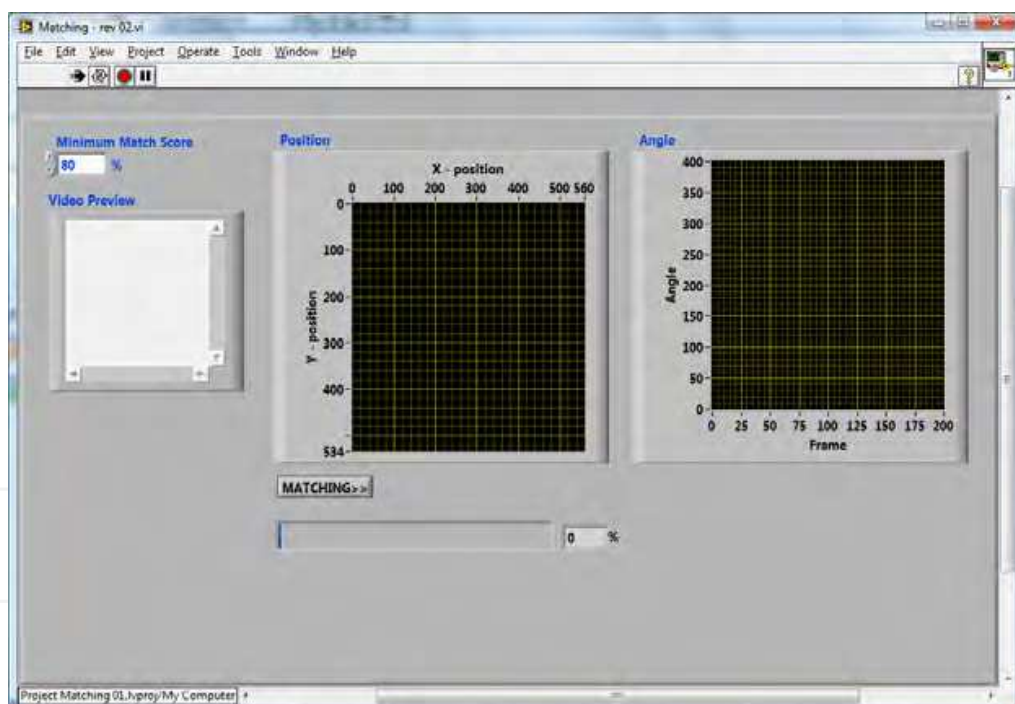 Matching - rev 02.vi
File Edit View Project Operate Tools Window Help
Minimum Match Score
80 %
Video Preview
Position
X - position
0 100 200 300 400 500 560
0
100
200
300
400
534
Y - position
MATCHING>>
0 %
Angle
400
350
300
250
200
150
100
50
0
Angle
0 25 50 75 100 125 150 175 200
Frame
Project Matching 01.lvproj/My Computer